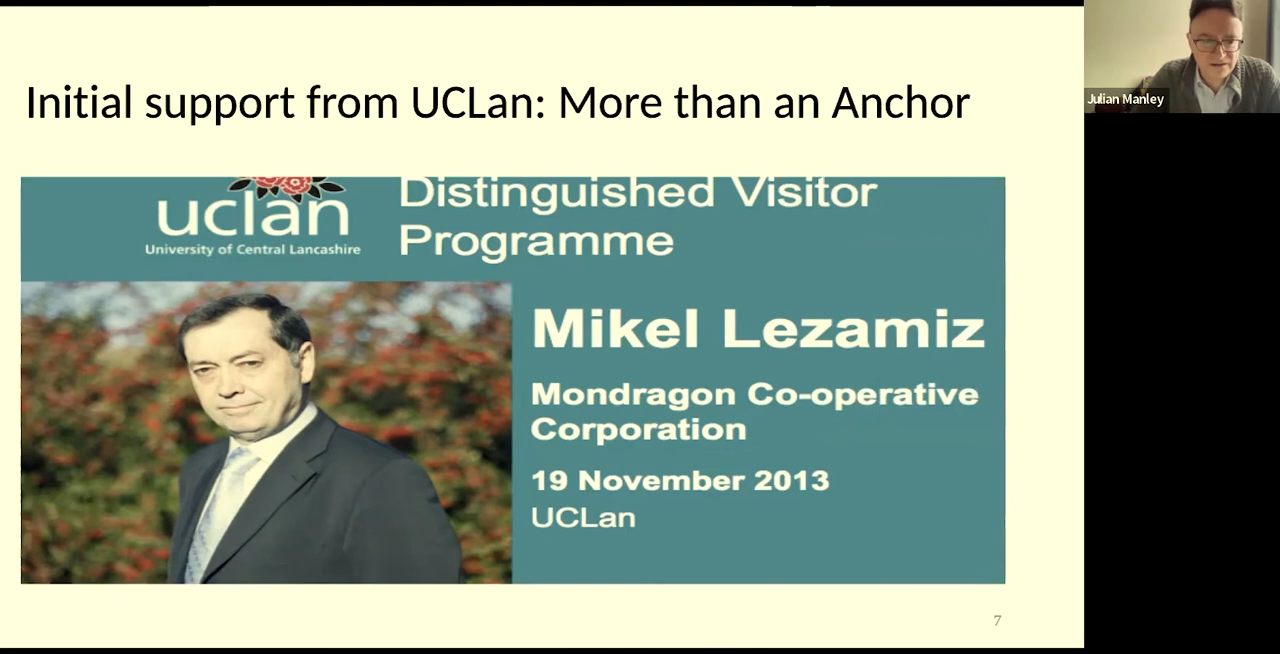 Initial support from UCLan: More than an Anchor
uclan
University of Central Lancashire
Distinguished Visitor
Programme
Mikel Lezamiz
Mondragon Co-operative
Corporation
19 November 2013
UCLan
7
Julian Manley